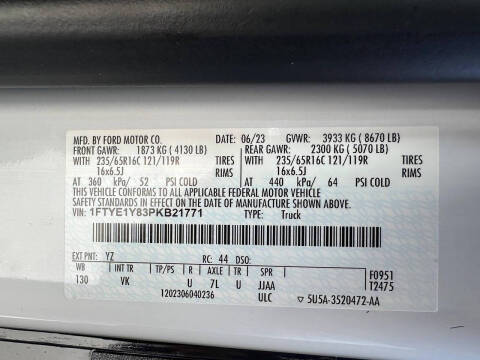 MFD. BY FORD MOTOR CO. DATE: 06/23 GVWR: 3933 KG ( 8670 LB)
FRONT GAWR: 1873 KG ( 4130 LB) REAR GAWR: 2300 KG ( 5070 LB)
WITH 235/65R16C 121/119R TIRES WITH 235/65R16C 121/119R TIRES
16x6.5J RIMS 16x6.5J RIMS
AT 360 kPa/ 52 PSI COLD AT 440 kPa/ 64 PSI COLD
THIS VEHICLE CONFORMS TO ALL APPLICABLE FEDERAL MOTOR VEHICLE
SAFETY STANDARDS IN EFFECT ON THE DATE OF MANUFACTURE SHOWN ABOVE.
VIN: 1FTYE1Y83PKB21771 TYPE: Truck
EXT PNT: YZ RC: 44 DSO:
WB INT TR TP/PS R AXLE TR SPR F0951
130 VK U 7L U JJAA T2475
1202306040236 ULC 5U5A-3520472-AA